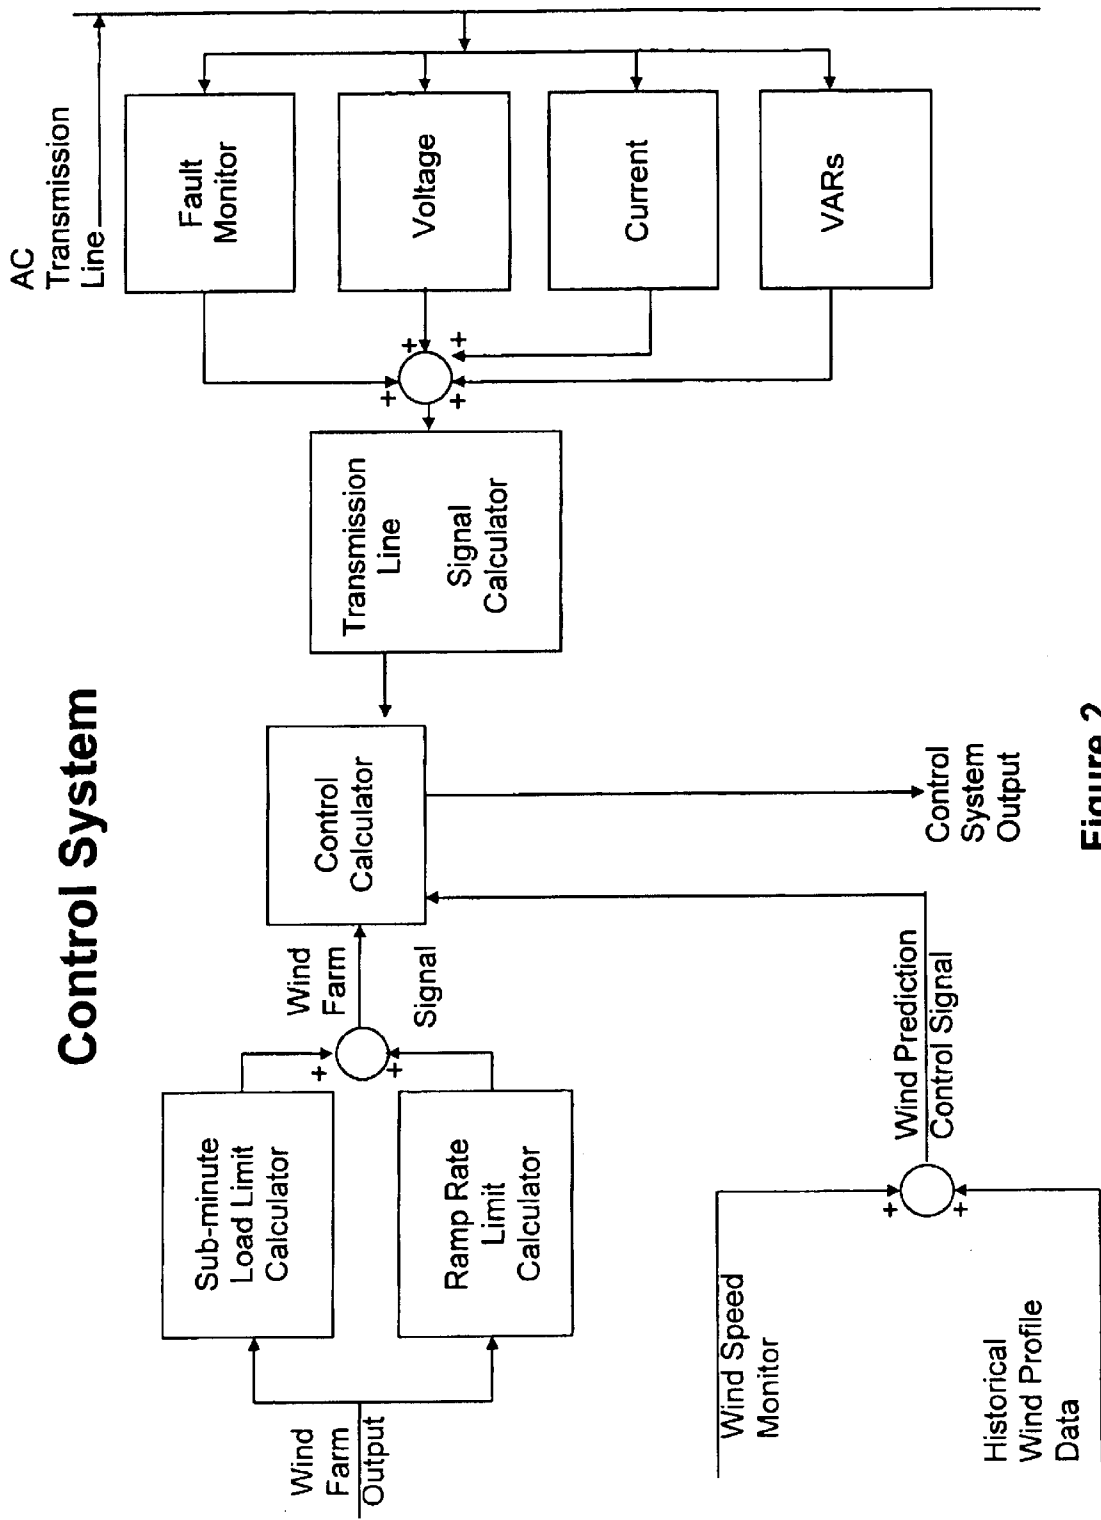 Control System
Wind
Farm
Output
Sub-minute
Load Limit
Calculator
Ramp Rate
Limit
Calculator
+
+
Wind
Farm
Signal
Control
Calculator
Transmission
Line
Signal
Calculator
+
+
+
+
Fault
Monitor
Voltage
Current
VARs
AC
Transmission
Line
Wind Speed
Monitor
Historical
Wind Profile
Data
+
+
Wind Prediction
Control Signal
Control
System
Output
Figure 2